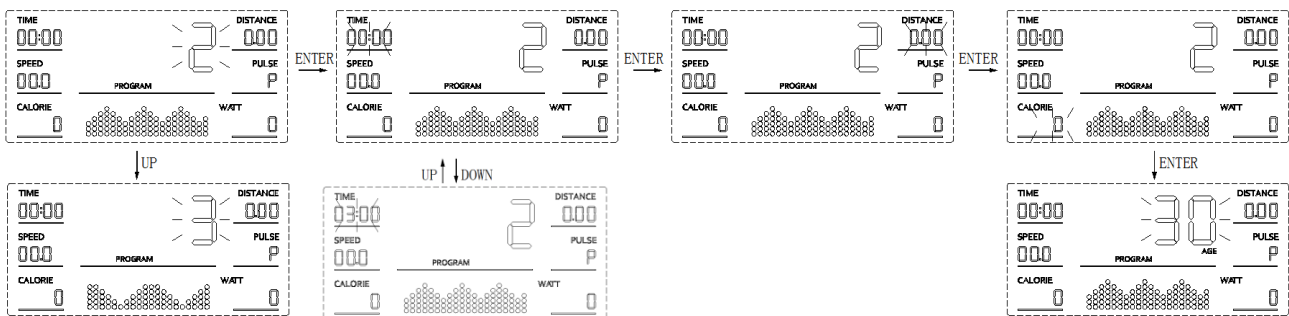 TIME DISTANCE
00:00 2 0.00
SPEED PULSE
00.0 P
PROGRAM
CALORIE WATT
0 0
ENTER
TIME DISTANCE
00:00 2 0.00
SPEED PULSE
00.0 P
PROGRAM
CALORIE WATT
0 0
ENTER
TIME DISTANCE
00:00 2 0.00
SPEED PULSE
00.0 P
PROGRAM
CALORIE WATT
0 0
ENTER
TIME DISTANCE
00:00 2 0.00
SPEED PULSE
00.0 P
PROGRAM
CALORIE WATT
0 0
UP
UP DOWN
ENTER
TIME DISTANCE
00:00 3 0.00
SPEED PULSE
00.0 P
PROGRAM
CALORIE WATT
0 0
TIME DISTANCE
03:00 2 0.00
SPEED PULSE
00.0 P
PROGRAM
CALORIE WATT
0 0
TIME DISTANCE
00:00 30 0.00
SPEED PULSE
AGE
00.0 P
PROGRAM
CALORIE WATT
0 0